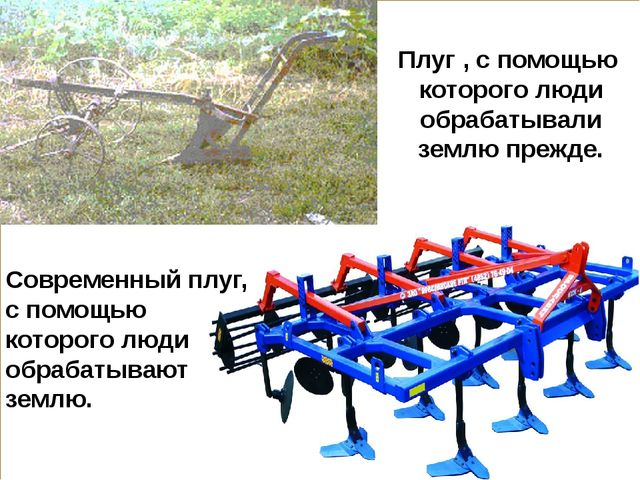 Плуг , с помощью
которого люди
обрабатывали
землю прежде.
Современный плуг,
с помощью
которого люди
обрабатывают
землю.